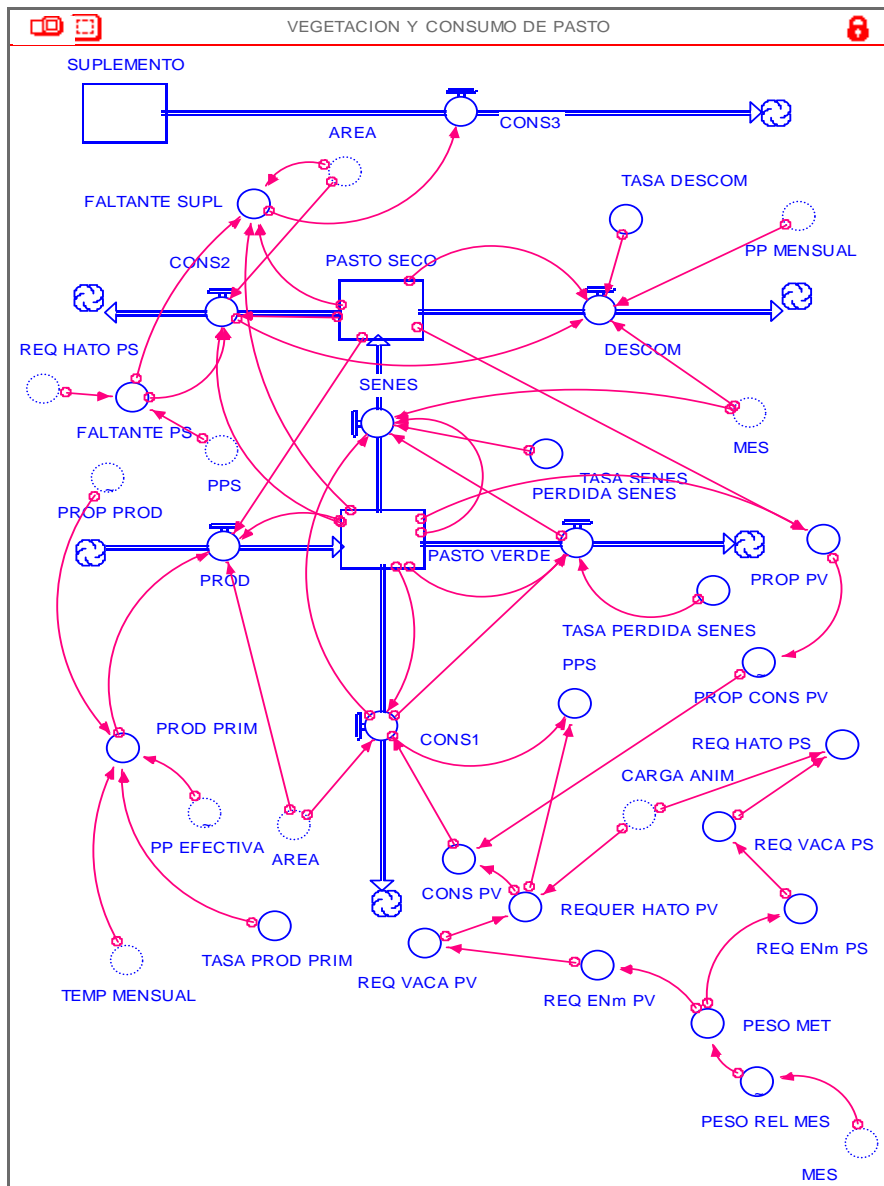 VEGETACION Y CONSUMO DE PASTO
SUPLEMENTO
CONS3
AREA
TASA DESCOM
FALTANTE SUPL
PP MENSUAL
CONS2
PASTO SECO
DESCOM
REQ HATO PS
SENES
FALTANTE PS
MES
PPS
TASA SENES
PROP PROD
PERDIDA SENES
PASTO VERDE
PROD
PROP PV
TASA PERDIDA SENES
PPS
PROP CONS PV
PROD PRIM
CONS1
REQ HATO PS
CARGA ANIM
PP EFECTIVA
AREA
REQ VACA PS
CONS PV
REQUER HATO PV
TASA PROD PRIM
REQ ENm PS
REQ VACA PV
REQ ENm PV
TEMP MENSUAL
PESO MET
PESO REL MES
MES